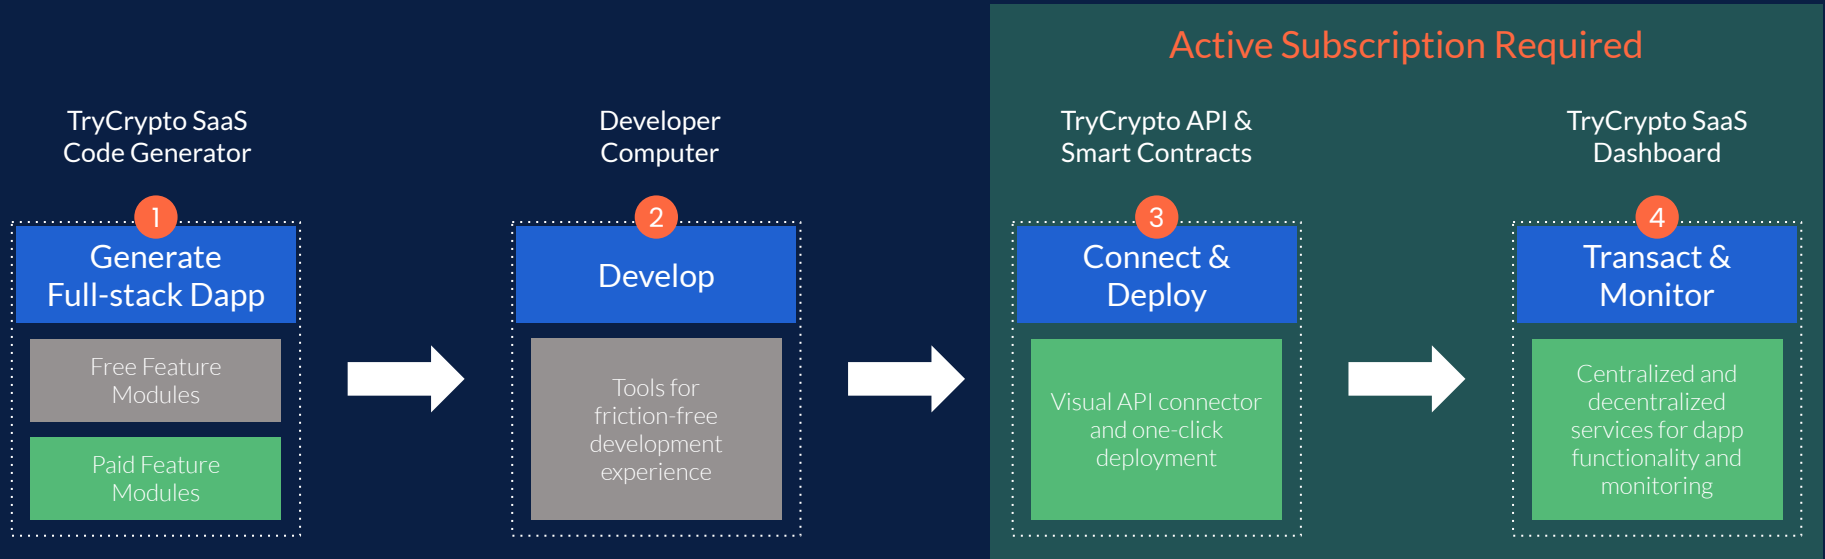 Active Subscription Required
TryCrypto SaaS
Code Generator
1
Generate
Full-stack Dapp
Free Feature
Modules
Paid Feature
Modules
Developer
Computer
2
Develop
Tools for
friction-free
development
experience
TryCrypto API &
Smart Contracts
3
Connect &
Deploy
Visual API connector
and one-click
deployment
TryCrypto SaaS
Dashboard
4
Transact &
Monitor
Centralized and
decentralized
services for dapp
functionality and
monitoring